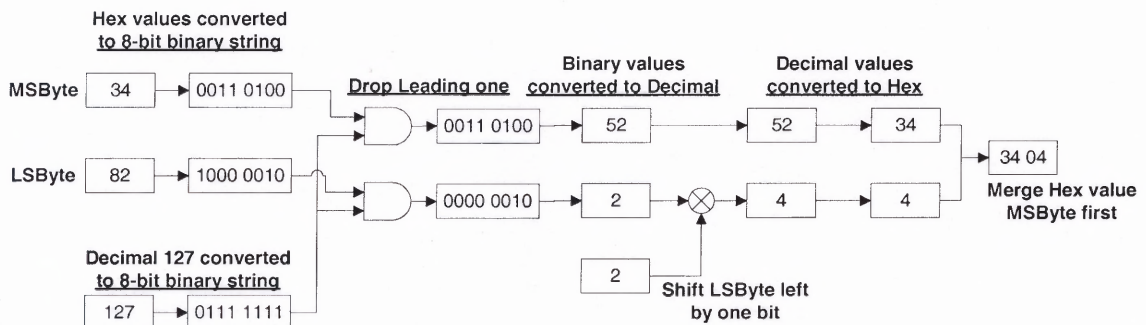 Hex values converted
to 8-bit binary string
MSByte
34
0011 0100
Drop Leading one
0011 0100
Binary values
converted to Decimal
52
Decimal values
converted to Hex
52
34
34 04
Merge Hex value
MSByte first
LSByte
82
1000 0010
0000 0010
2
4
4
2
Shift LSByte left
by one bit
Decimal 127 converted
to 8-bit binary string
127
0111 1111